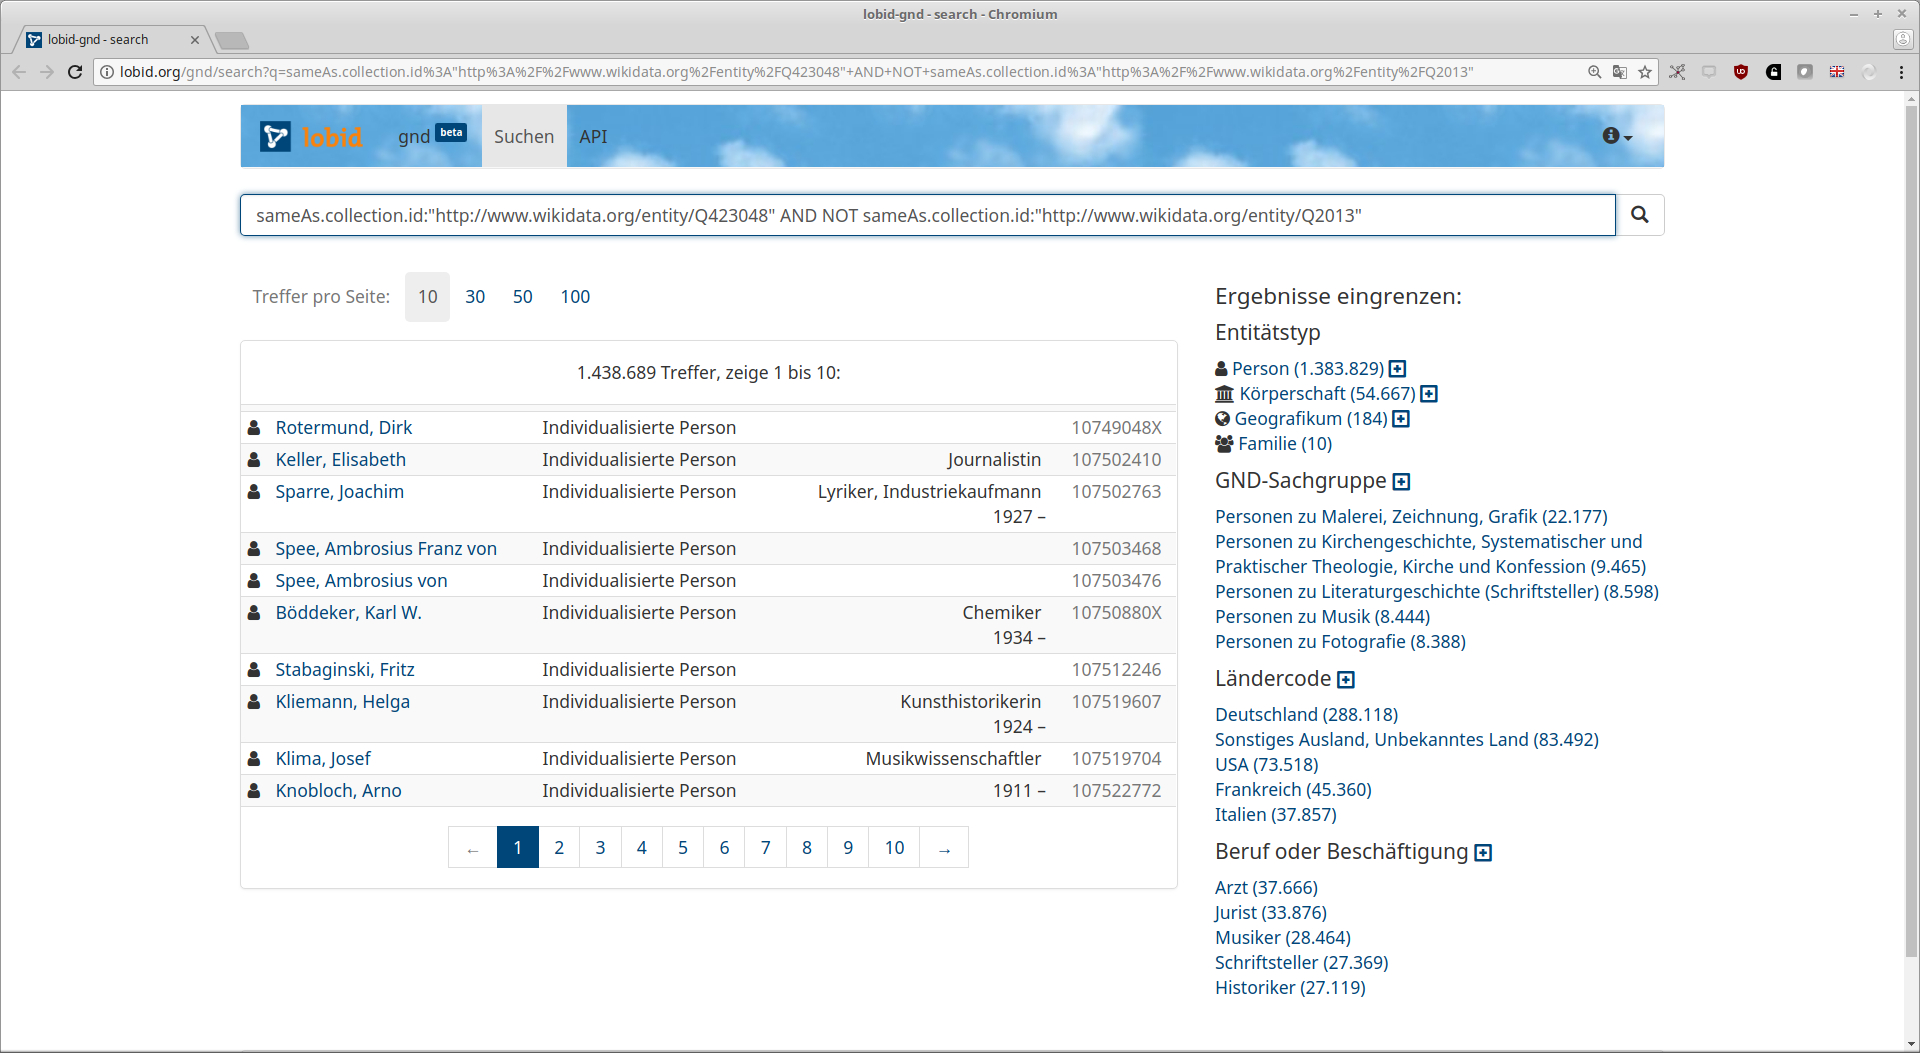 lobid-gnd - search - Chromium
lobid-gnd - search
lobid.org/gnd/search?q=sameAs.collection.id%3A"http%3A%2F%2Fwww.wikidata.org%2Fentity%2FQ423048"+AND+NOT+sameAs.collection.id%3A"http%3A%2F%2Fwww.wikidata.org%2Fentity%2FQ2013"
lobid gnd beta Suchen API
sameAs.collection.id:"http://www.wikidata.org/entity/Q423048" AND NOT sameAs.collection.id:"http://www.wikidata.org/entity/Q2013"
Treffer pro Seite: 10 30 50 100
1.438.689 Treffer, zeige 1 bis 10:
Rotermund, Dirk Individualisierte Person 10749048X
Keller, Elisabeth Individualisierte Person Journalistin 107502410
Sparre, Joachim Individualisierte Person Lyriker, Industriekaufmann 107502763
1927 –
Spee, Ambrosius Franz von Individualisierte Person 107503468
Spee, Ambrosius von Individualisierte Person 107503476
Böddeker, Karl W. Individualisierte Person Chemiker 10750880X
1934 –
Stabaginski, Fritz Individualisierte Person 107512246
Kliemann, Helga Individualisierte Person Kunsthistorikerin 107519607
1924 –
Klima, Josef Individualisierte Person Musikwissenschaftler 107519704
Knobloch, Arno Individualisierte Person 1911 – 107522772
← 1 2 3 4 5 6 7 8 9 10 →
Ergebnisse eingrenzen:
Entitätstyp
Person (1.383.829)
Körperschaft (54.667)
Geografikum (184)
Familie (10)
GND-Sachgruppe
Personen zu Malerei, Zeichnung, Grafik (22.177)
Personen zu Kirchengeschichte, Systematischer und
Praktischer Theologie, Kirche und Konfession (9.465)
Personen zu Literaturgeschichte (Schriftsteller) (8.598)
Personen zu Musik (8.444)
Personen zu Fotografie (8.388)
Ländercode
Deutschland (288.118)
Sonstiges Ausland, Unbekanntes Land (83.492)
USA (73.518)
Frankreich (45.360)
Italien (37.857)
Beruf oder Beschäftigung
Arzt (37.666)
Jurist (33.876)
Musiker (28.464)
Schriftsteller (27.369)
Historiker (27.119)